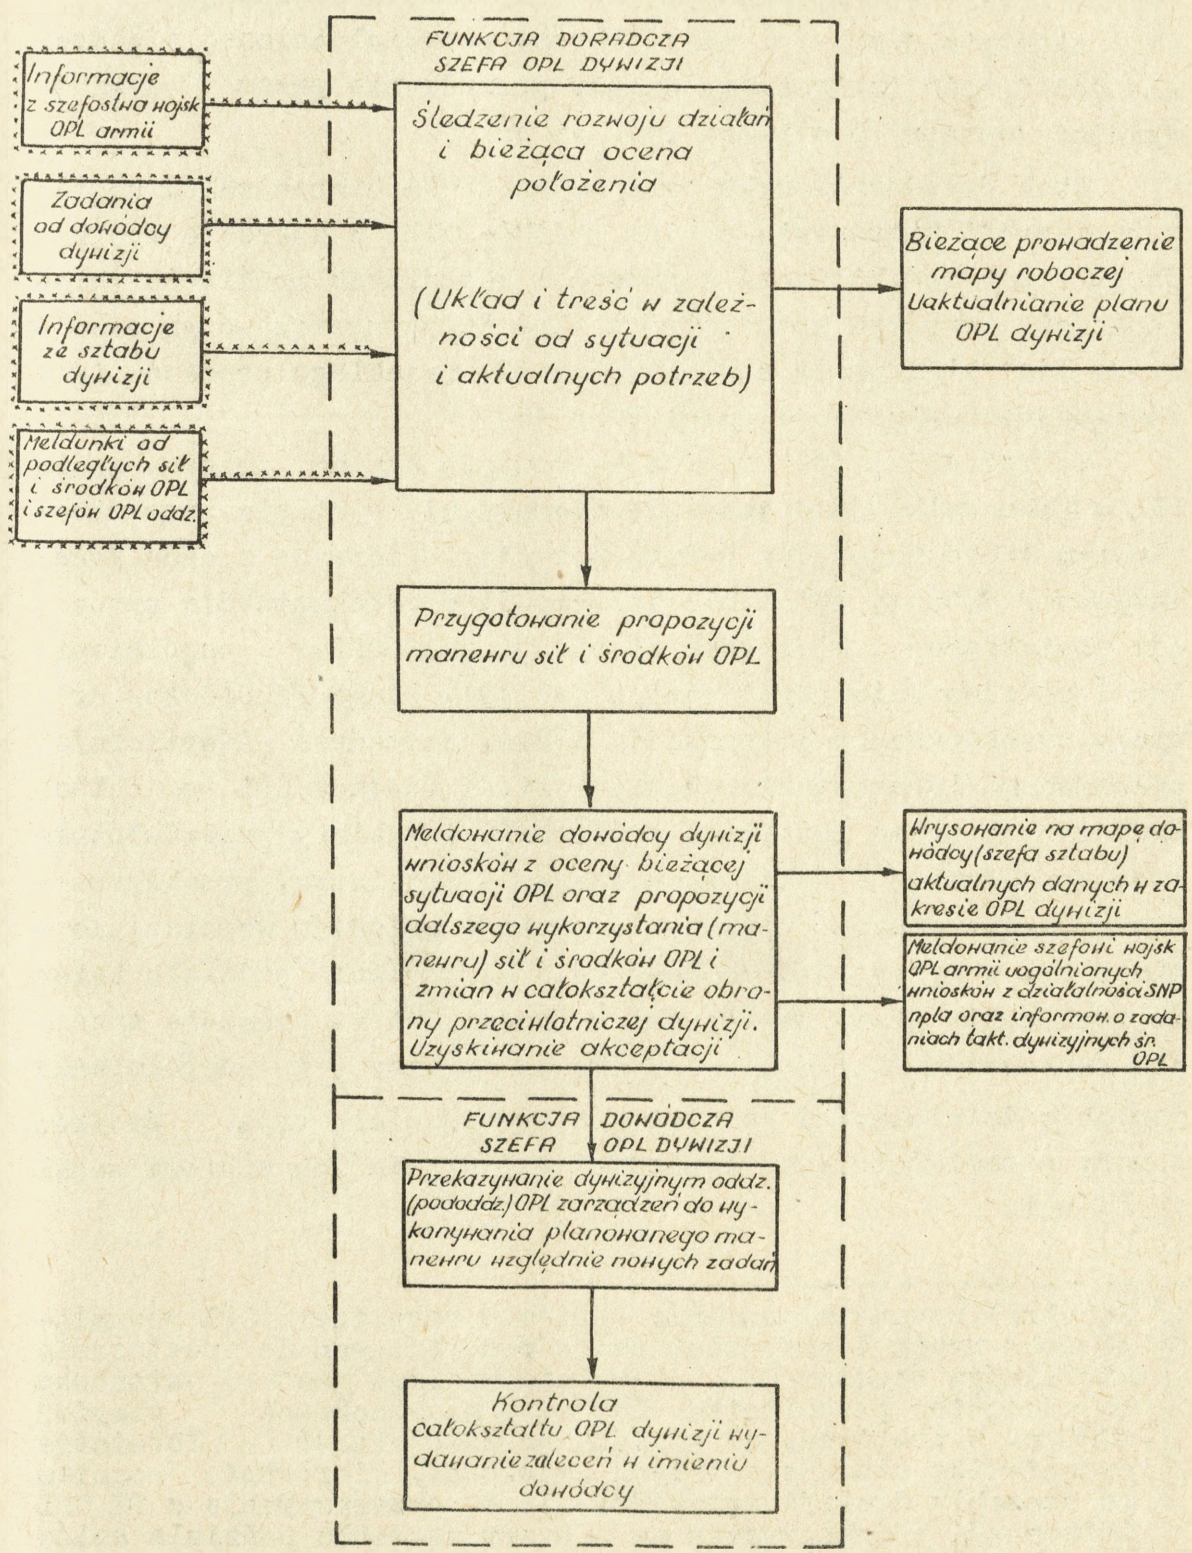 FUNKCJA DORADCZA
SZEFA OPL DYWIZJI
Informacje
z szefostwa wojsk
OPL armii
Zadania
od dowódcy
dywizji
Informacje
ze sztabu
dywizji
Meldunki od
podległych sił
i środków OPL
i szefów OPL oddz.
Śledzenie rozwoju działań
i bieżąca ocena
położenia
(Układ i treść w zależ-
ności od sytuacji
i aktualnych potrzeb)
Bieżące prowadzenie
mapy roboczej
Uaktualnianie planu
OPL dywizji
Przygotowanie propozycji
manewru sił i środków OPL
Meldowanie dowódcy dywizji
wniosków z oceny bieżącej
sytuacji OPL oraz propozycji
dalszego wykorzystania (ma-
newru) sił i środków OPL i
zmian w całokształcie obro-
ny przeciwlotniczej dywizji.
Uzyskiwanie akceptacji
Wrysowanie na mapę do-
wódcy (szefa sztabu)
aktualnych danych w za-
kresie OPL dywizji
Meldowanie szefowi wojsk
OPL armii uogólnionych
wniosków z działalności SNP
npla oraz informow. o zada-
niach takt. dywizyjnych śr.
OPL
FUNKCJA DOWÓDCZA
SZEFA OPL DYWIZJI
Przekazywanie dywizyjnym oddz.
(pododdz.) OPL zarządzeń do wy-
konywania planowanego ma-
newru względnie nowych zadań
Kontrola
całokształtu OPL dywizji wy-
dawanie zaleceń w imieniu
dowódcy